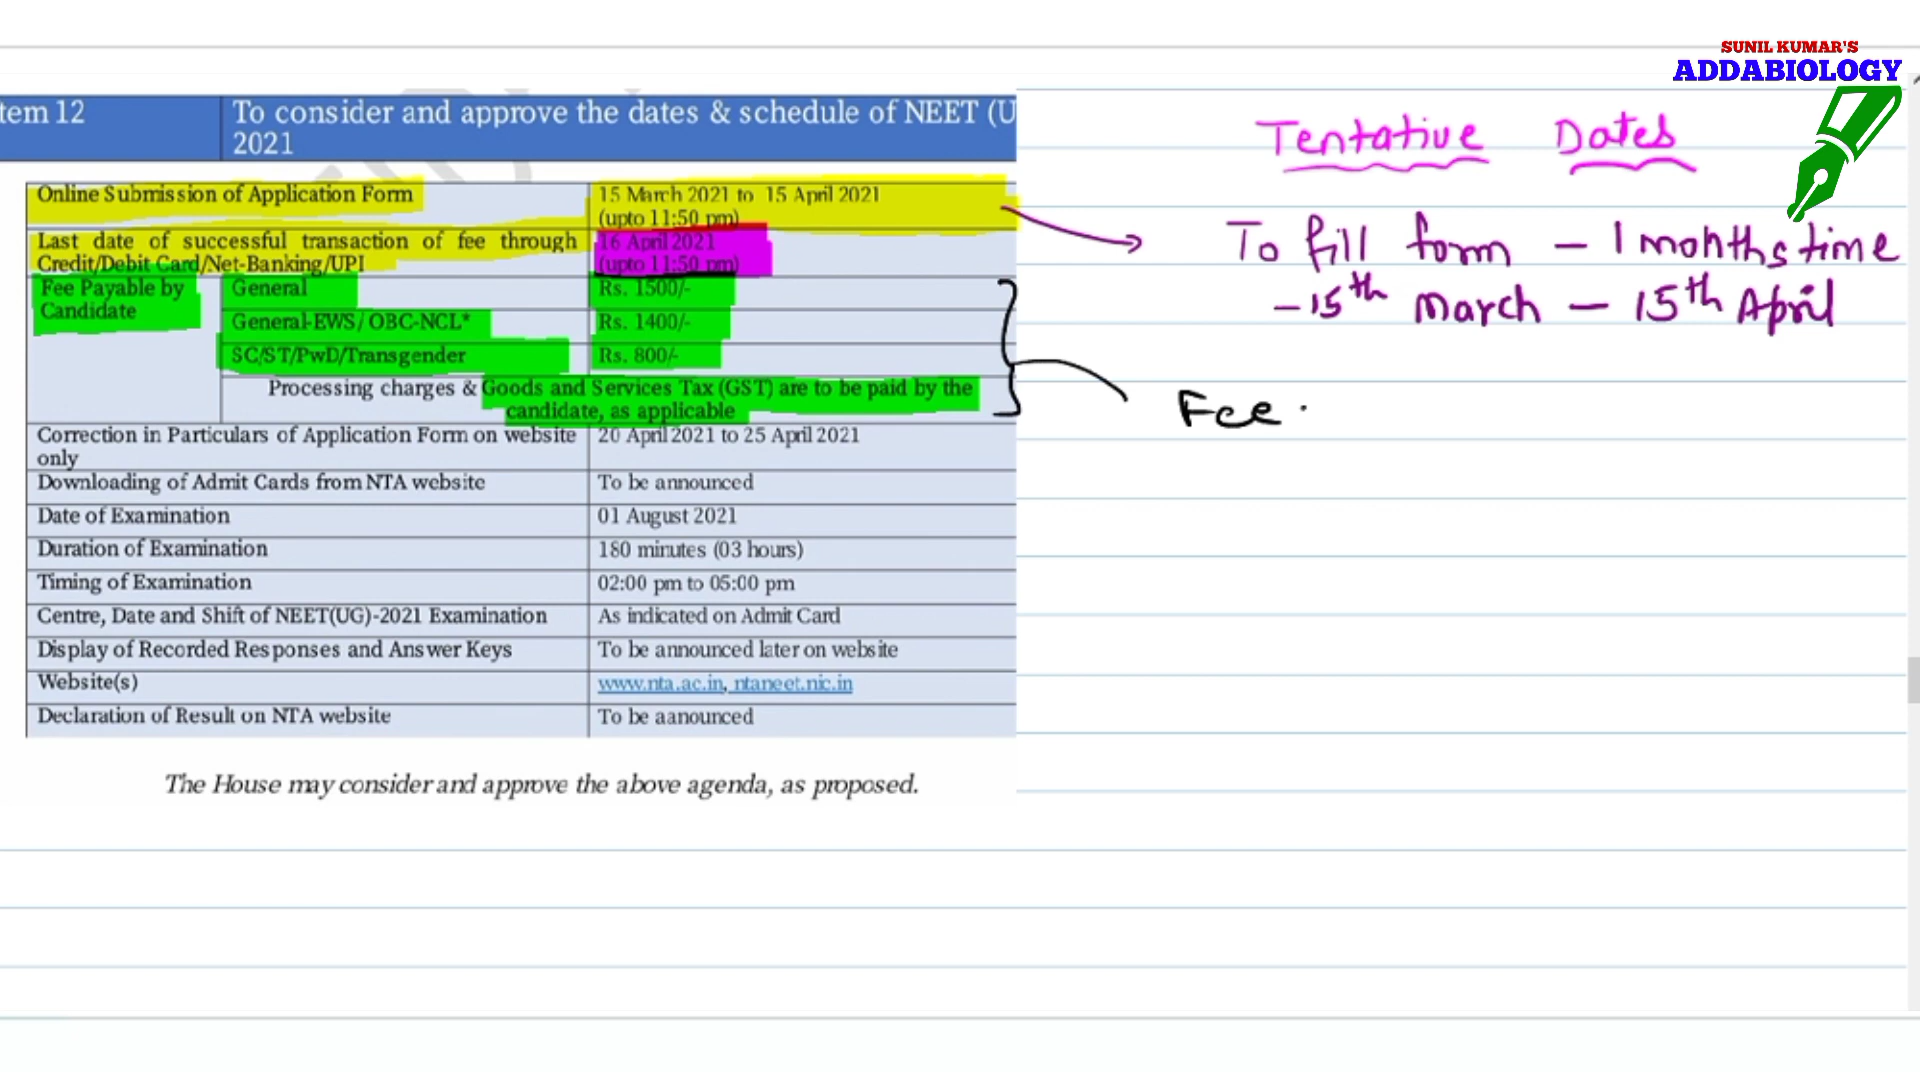 SUNIL KUMAR'S
ADDABIOLOGY
tem 12
To consider and approve the dates & schedule of NEET (U
2021
Online Submission of Application Form
15 March 2021 to 15 April 2021
(upto 11:50 pm)
Last date of successful transaction of fee through
Credit/Debit Card/Net-Banking/UPI
16 April 2021
(upto 11:50 pm)
Fee Payable by
Candidate
General
Rs. 1500/-
General-EWS/ OBC-NCL*
Rs. 1400/-
SC/ST/PwD/Transgender
Rs. 800/-
Processing charges & Goods and Services Tax (GST) are to be paid by the
candidate, as applicable
Correction in Particulars of Application Form on website
only
20 April 2021 to 25 April 2021
Downloading of Admit Cards from NTA website
To be announced
Date of Examination
01 August 2021
Duration of Examination
180 minutes (03 hours)
Timing of Examination
02:00 pm to 05:00 pm
Centre, Date and Shift of NEET(UG)-2021 Examination
As indicated on Admit Card
Display of Recorded Responses and Answer Keys
To be announced later on website
Website(s)
www.nta.ac.in, ntaneet.nic.in
Declaration of Result on NTA website
To be aanounced
The House may consider and approve the above agenda, as proposed.
Tentative Dates
To fill form – 1 months time
– 15th March – 15th April
Fee .